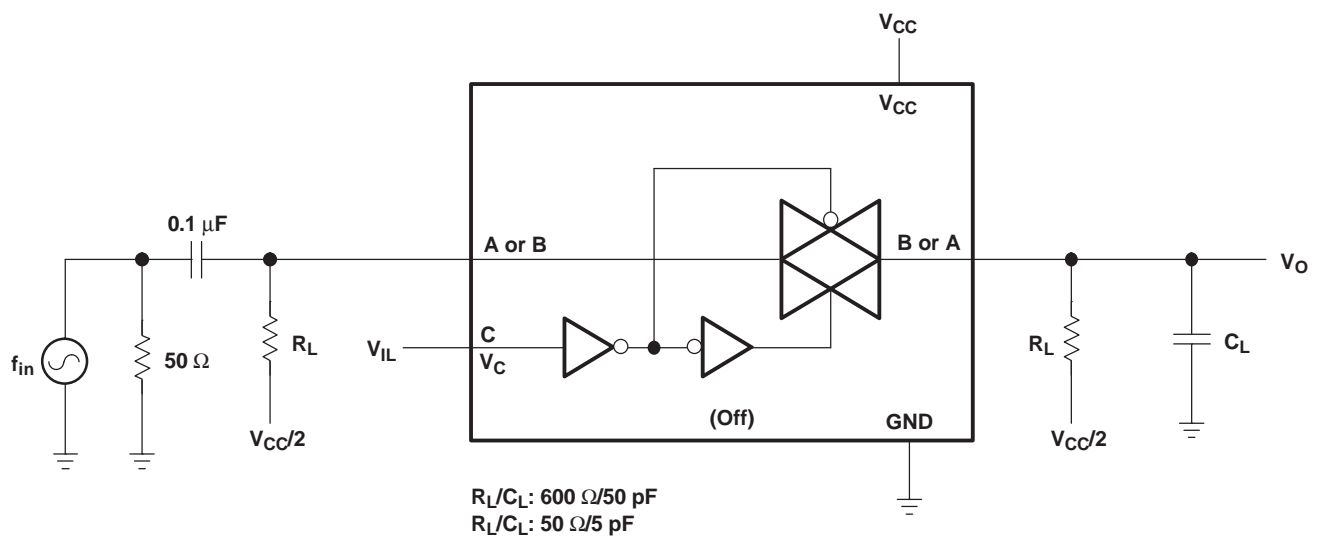 VCC
VCC
0.1 μF
A or B
B or A
VO
fin
50 Ω
RL
VIL
C
VC
RL
CL
VCC/2
(Off)
GND
VCC/2
RL/CL: 600 Ω/50 pF
RL/CL: 50 Ω/5 pF